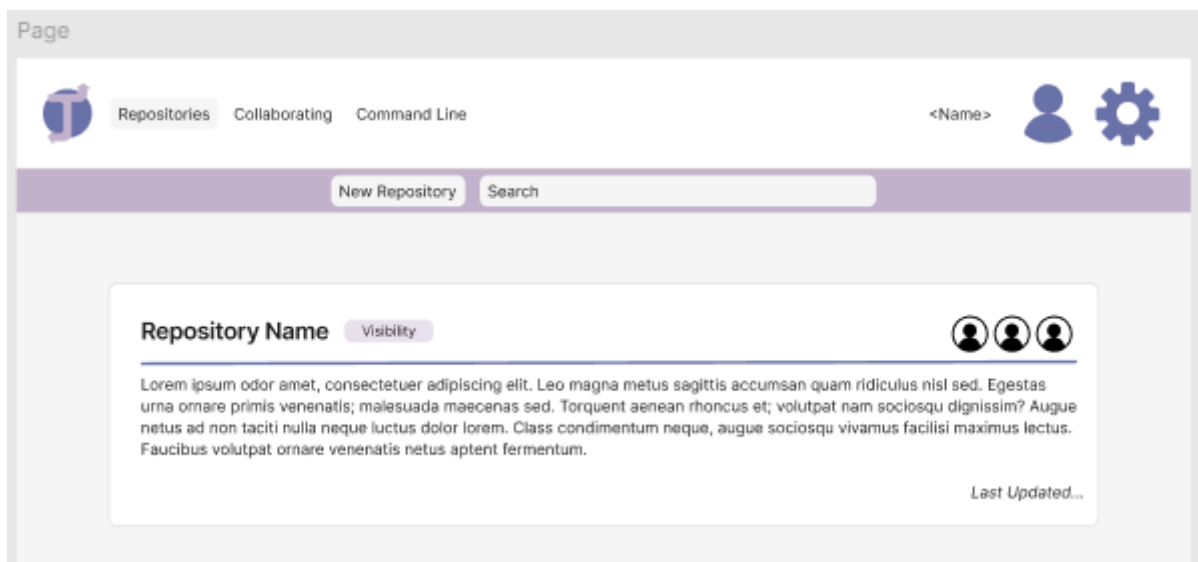 Page
Repositories Collaborating Command Line <Name>
New Repository Search
Repository Name Visibility
Lorem ipsum odor amet, consectetuer adipiscing elit. Leo magna metus sagittis accumsan quam ridiculus nisl sed. Egestas
urna ornare primis venenatis; malesuada maecenas sed. Torquent aenean rhoncus et; volutpat nam sociosqu dignissim? Augue
netus ad non taciti nulla neque luctus dolor lorem. Class condimentum neque, augue sociosqu vivamus facilisi maximus lectus.
Faucibus volutpat ornare venenatis netus aptent fermentum.
Last Updated...